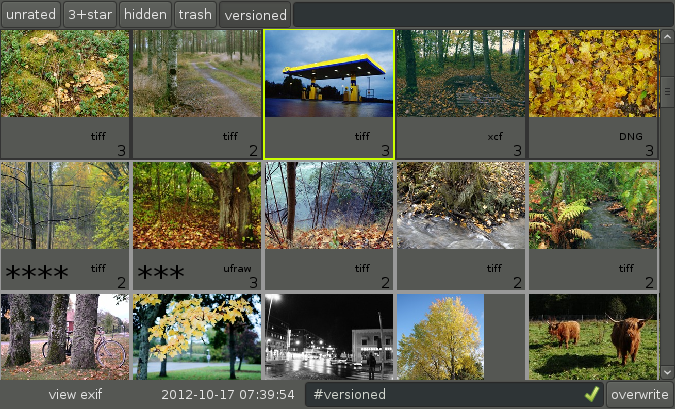 unrated 3+star hidden trash versioned
tiff tiff tiff xcf DNG
3 2 3 3 3
tiff ufraw tiff tiff tiff
**** 2 *** 3 2 2 2
view exif 2012-10-17 07:39:54 #versioned overwrite